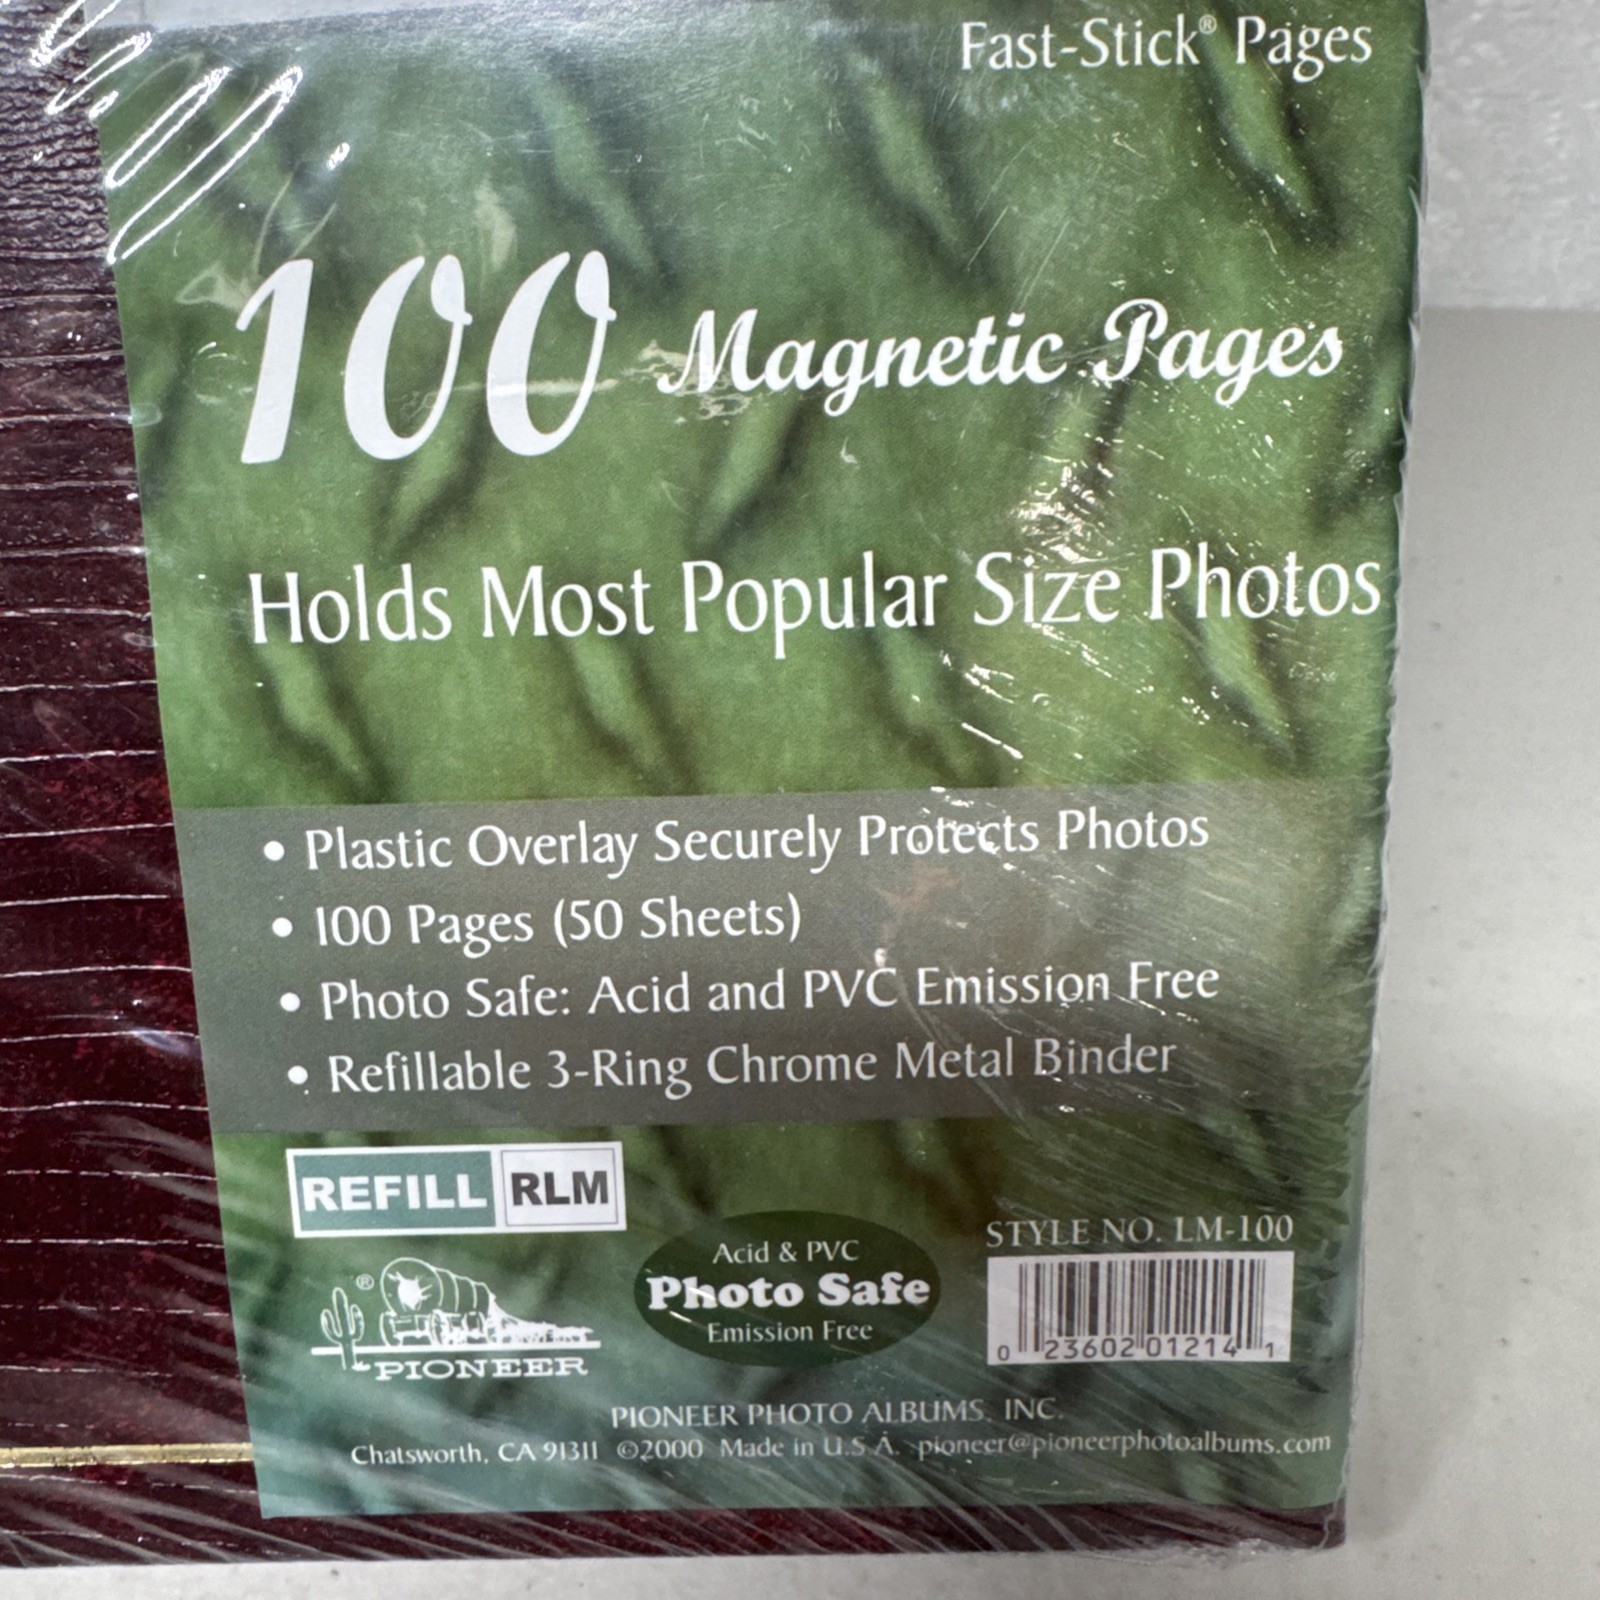 Fast-Stick® Pages
100 Magnetic Pages
Holds Most Popular Size Photos
• Plastic Overlay Securely Protects Photos
• 100 Pages (50 Sheets)
• Photo Safe: Acid and PVC Emission Free
• Refillable 3-Ring Chrome Metal Binder
REFILL RLM
®
PIONEER
Acid & PVC
Photo Safe
Emission Free
STYLE NO. LM-100
0 23602 01214 1
PIONEER PHOTO ALBUMS, INC.
Chatsworth, CA 91311 ©2000 Made in U.S.A. pioneer@pioneerphotoalbums.com